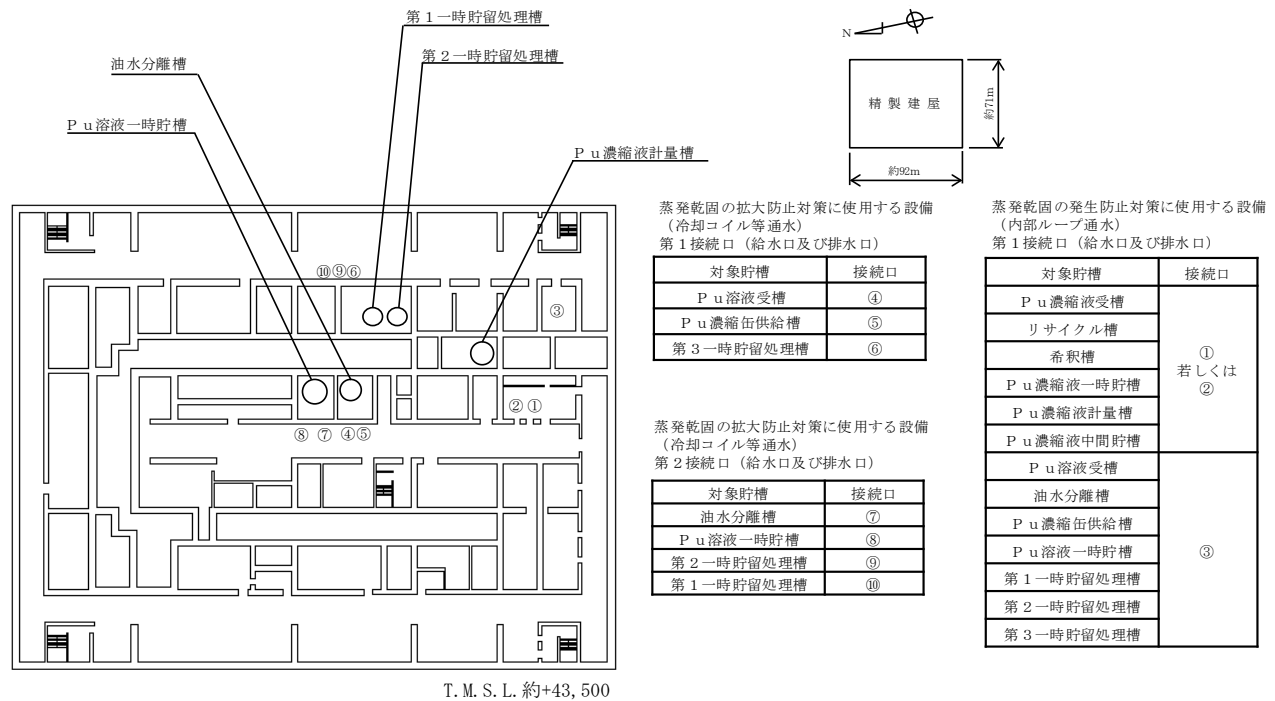 第1一時貯留処理槽
第2一時貯留処理槽
油水分離槽
Pu溶液一時貯槽
Pu濃縮液計量槽
⑩⑨⑥
③
② ①
⑧ ⑦ ④⑤
T.M.S.L.約+43,500
N
精製建屋
約71m
約92m
蒸発乾固の拡大防止対策に使用する設備
（冷却コイル等通水）
第1接続口（給水口及び排水口）
対象貯槽 接続口
Pu溶液受槽 ④
Pu濃縮缶供給槽 ⑤
第3一時貯留処理槽 ⑥
蒸発乾固の拡大防止対策に使用する設備
（冷却コイル等通水）
第2接続口（給水口及び排水口）
対象貯槽 接続口
油水分離槽 ⑦
Pu溶液一時貯槽 ⑧
第2一時貯留処理槽 ⑨
第1一時貯留処理槽 ⑩
蒸発乾固の発生防止対策に使用する設備
（内部ループ通水）
第1接続口（給水口及び排水口）
対象貯槽 接続口
Pu濃縮液受槽
リサイクル槽
希釈槽
Pu濃縮液一時貯槽
Pu濃縮液計量槽
Pu濃縮液中間貯槽
①
若しくは
②
Pu溶液受槽
油水分離槽
Pu濃縮缶供給槽
Pu溶液一時貯槽
第1一時貯留処理槽
第2一時貯留処理槽
第3一時貯留処理槽
③